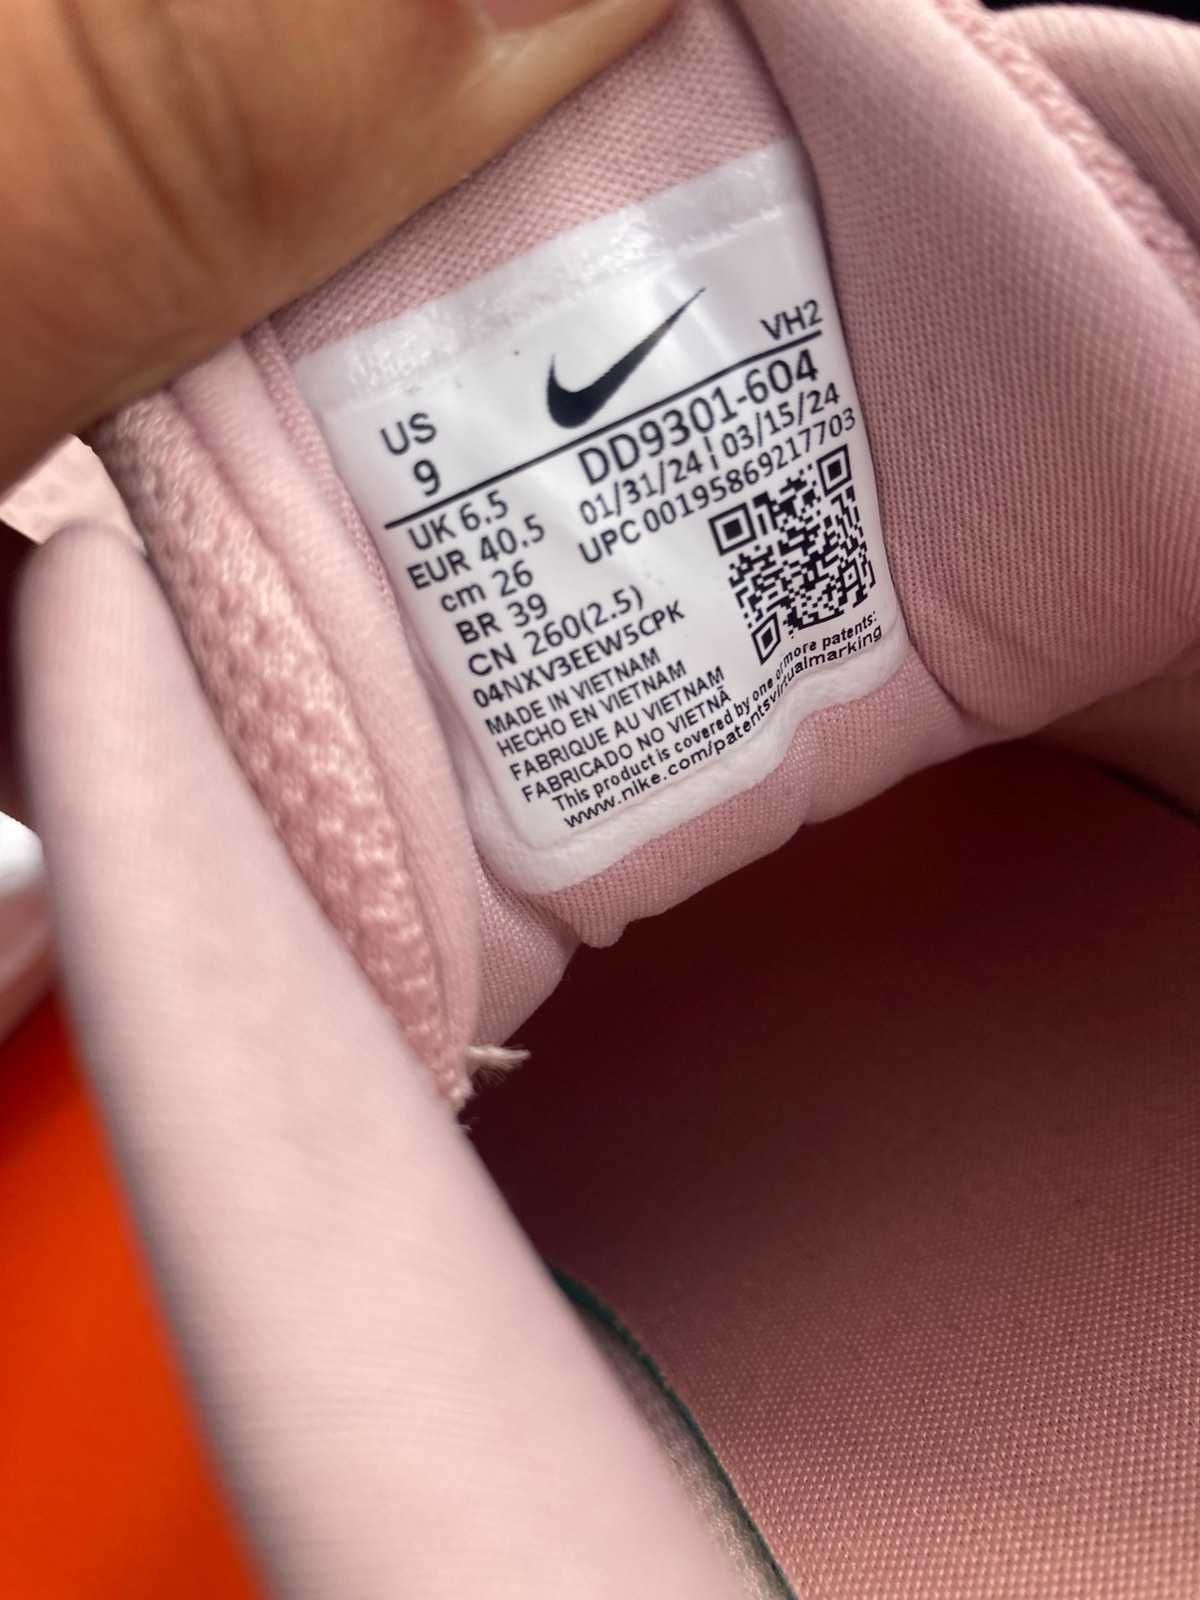 VH2
US
9
DD9301-604
01/31/24 | 03/15/24
UPC 00195869217703
UK 6.5
EUR 40.5
cm 26
BR 39
CN 260(2.5)
04NXV3EEW5CPK
MADE IN VIETNAM
HECHO EN VIETNAM
FABRIQUE AU VIETNAM
FABRICADO NO VIETNÃ
This product is covered by one or more patents:
www.nike.com/patentsvirtualmarking